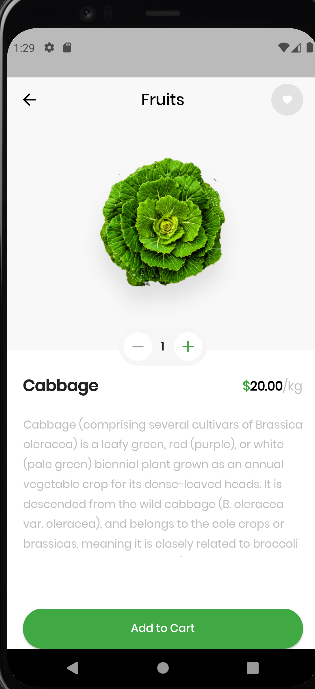 1:29
Fruits
1
Cabbage
$20.00/kg
Cabbage (comprising several cultivars of Brassica
oleracea) is a leafy green, red (purple), or white
(pale green) biennial plant grown as an annual
vegetable crop for its dense-leaved heads. It is
descended from the wild cabbage (B. oleracea
var. oleracea), and belongs to the cole crops or
brassicas, meaning it is closely related to broccoli
Add to Cart